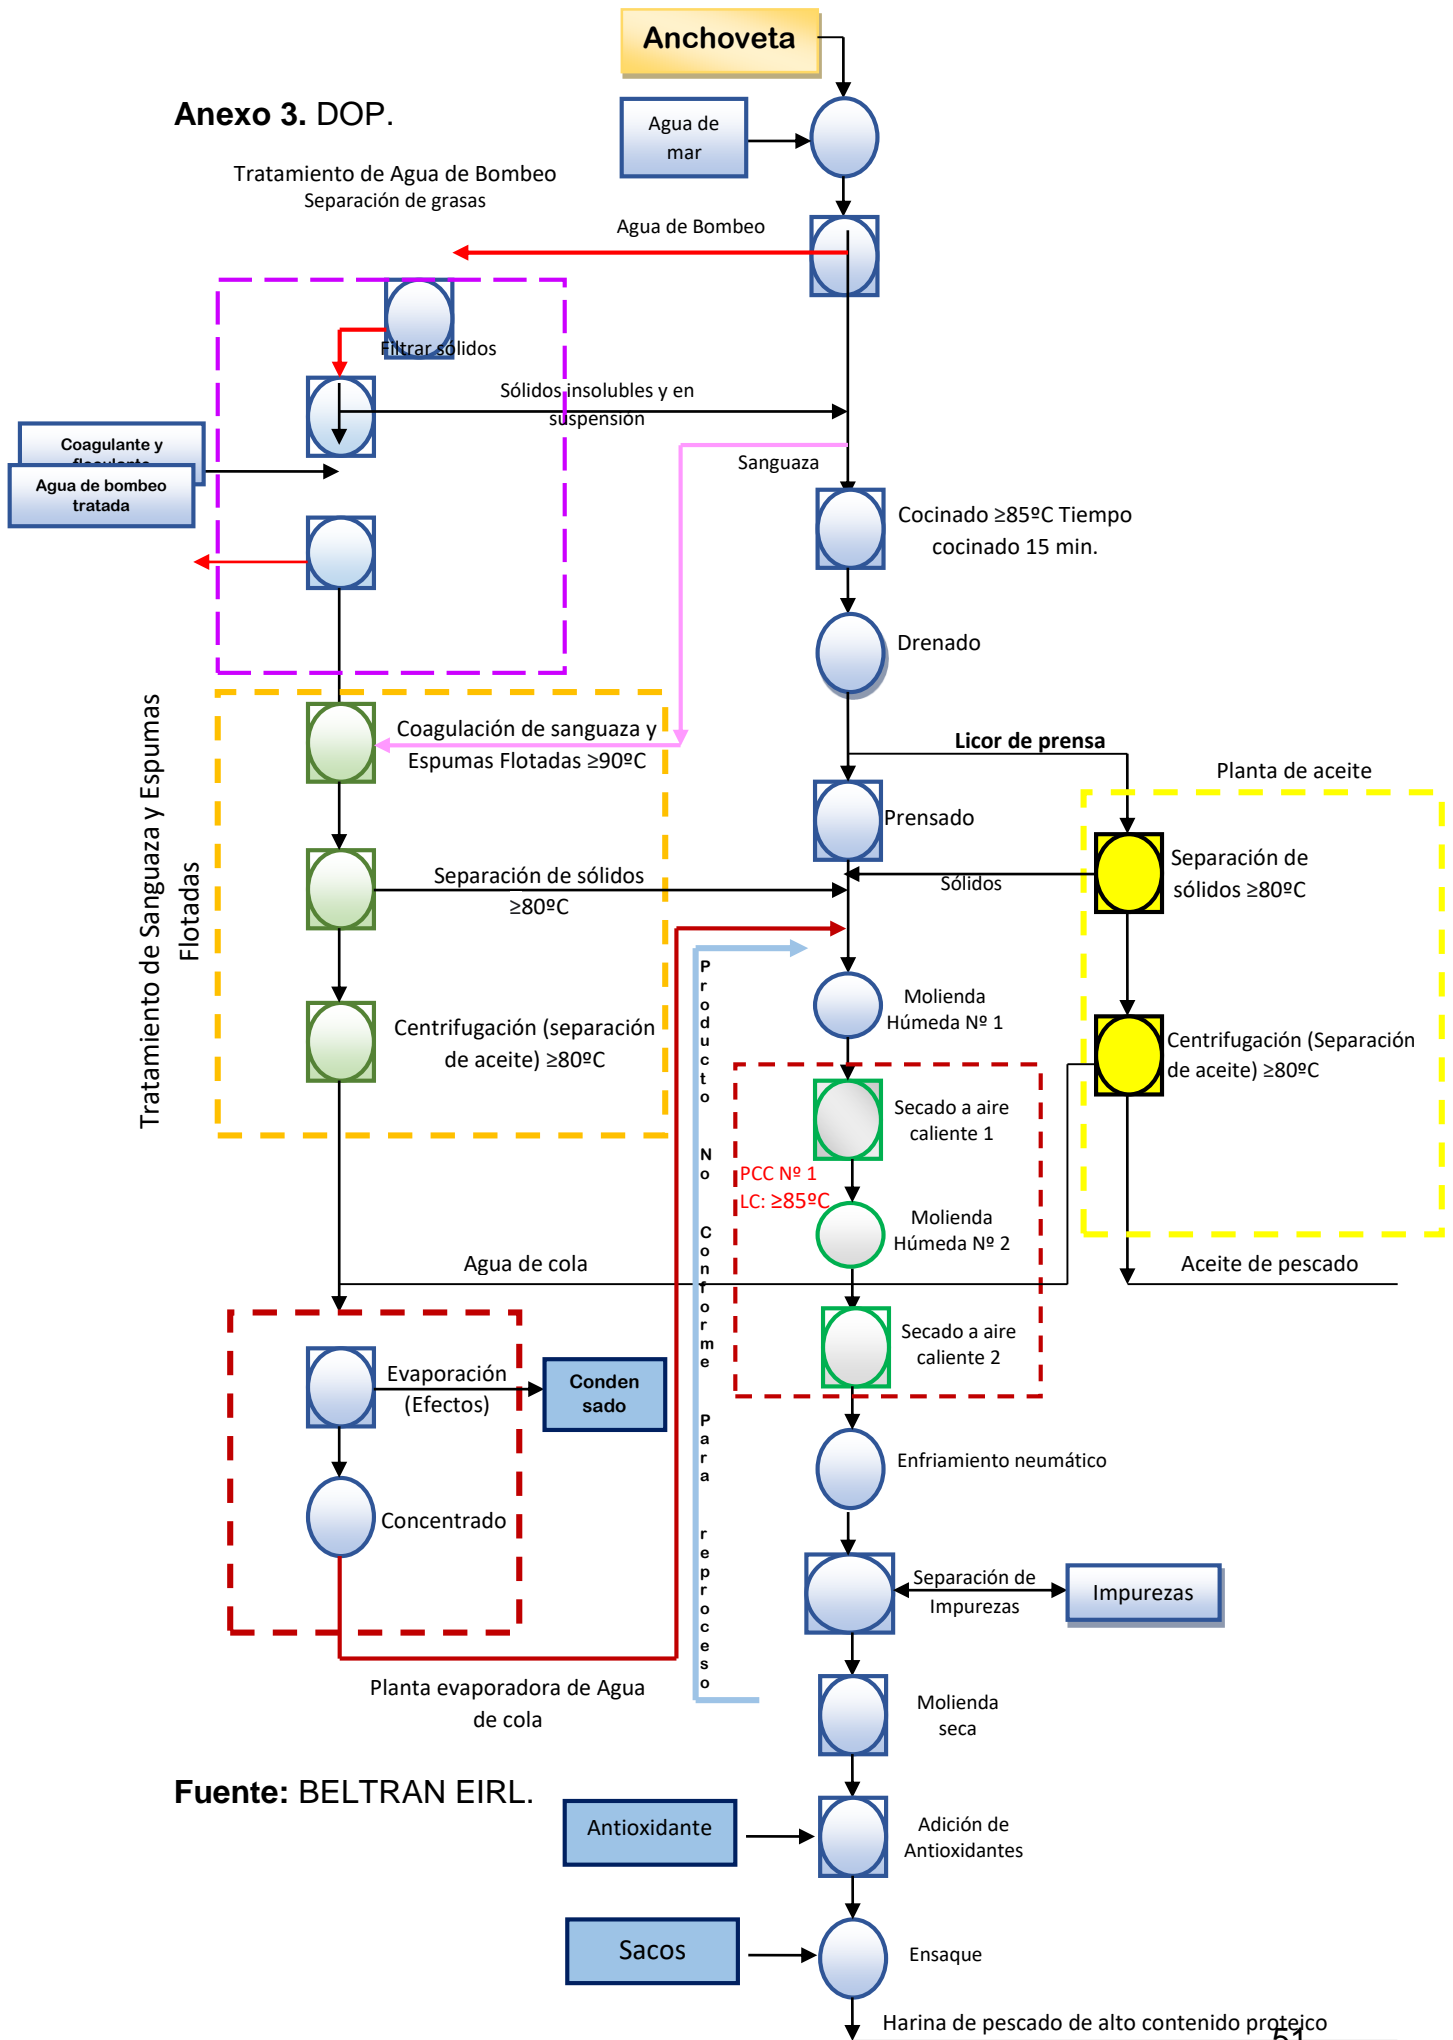 Anchoveta
Anexo 3. DOP.
Agua de
mar
Tratamiento de Agua de Bombeo
Separación de grasas
Agua de Bombeo
Filtrar sólidos
Sólidos insolubles y en
suspensión
Coagulante y
Agua de bombeo
tratada
Sanguaza
Cocinado ≥85ºC Tiempo
cocinado 15 min.
Drenado
Tratamiento de Sanguaza y Espumas
Flotadas
Coagulación de sanguaza y
Espumas Flotadas ≥90ºC
Licor de prensa
Planta de aceite
Prensado
Separación de
sólidos ≥80ºC
Sólidos
Separación de sólidos
≥80ºC
Molienda
Húmeda Nº 1
Centrifugación (separación
de aceite) ≥80ºC
Centrifugación (Separación
de aceite) ≥80ºC
Producto No Conforme Para reproceso
Secado a aire
caliente 1
PCC Nº 1
LC: ≥85ºC
Molienda
Húmeda Nº 2
Agua de cola
Aceite de pescado
Secado a aire
caliente 2
Evaporación
(Efectos)
Conden
sado
Enfriamiento neumático
Concentrado
Separación de
Impurezas
Impurezas
Planta evaporadora de Agua
de cola
Molienda
seca
Fuente: BELTRAN EIRL.
Antioxidante
Adición de
Antioxidantes
Sacos
Ensaque
Harina de pescado de alto contenido proteico
51